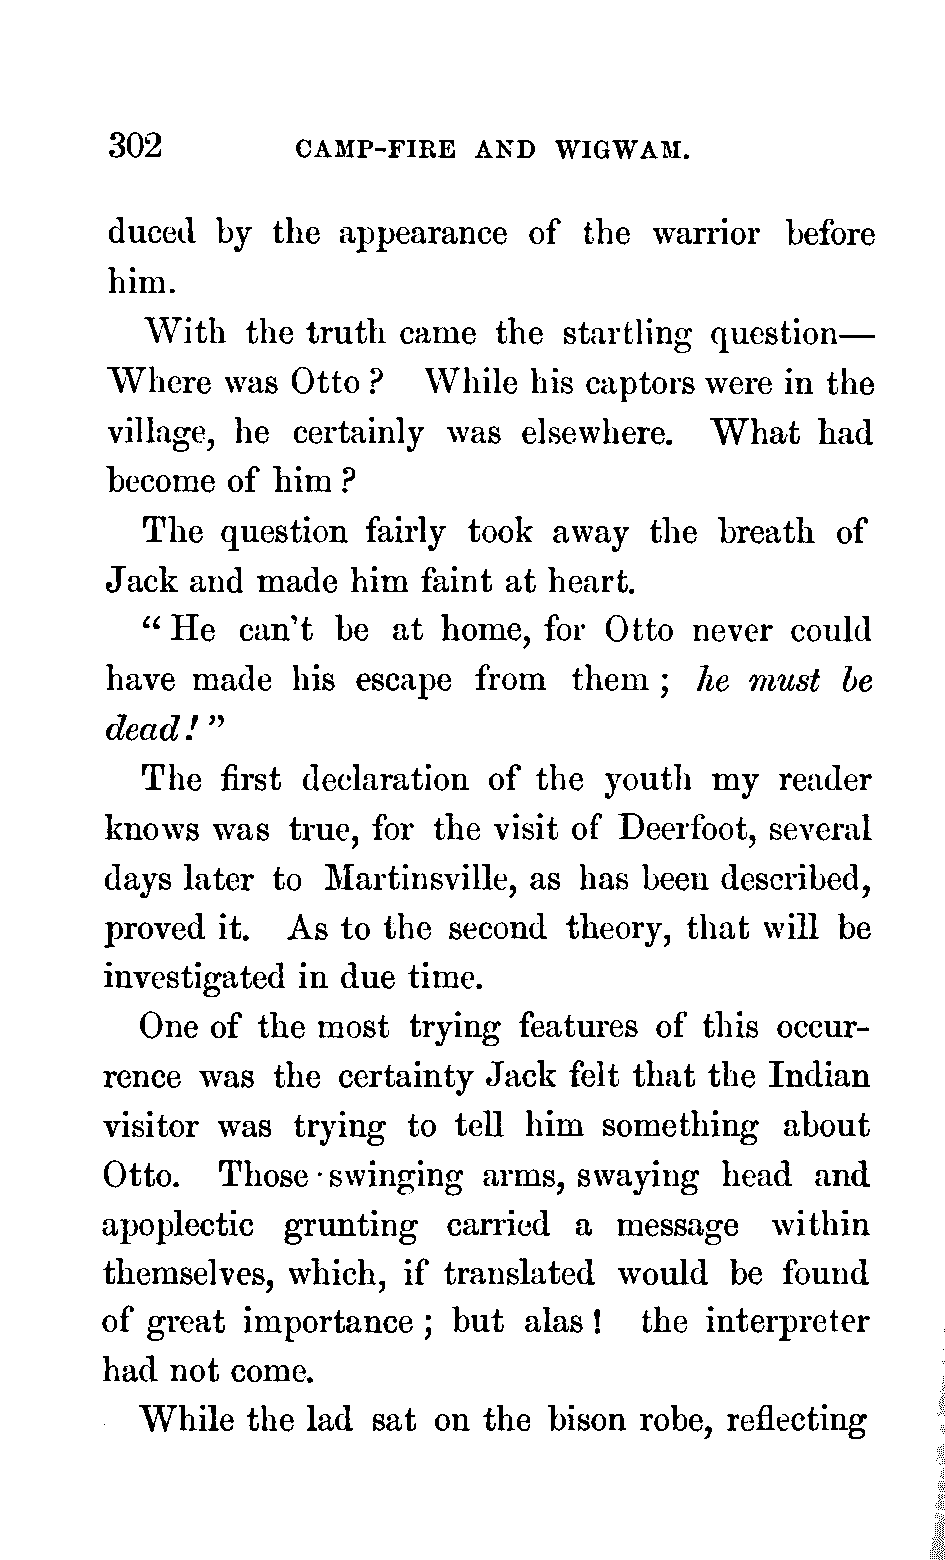 302 CAMP-FIRE AND WIGWAM.
duced by the appearance of the warrior before
him.
With the truth came the startling question—
Where was Otto? While his captors were in the
village, he certainly was elsewhere. What had
become of him?
The question fairly took away the breath of
Jack and made him faint at heart.
“He can't be at home, for Otto never could
have made his escape from them; he must be
dead!”
The first declaration of the youth my reader
knows was true, for the visit of Deerfoot, several
days later to Martinsville, as has been described,
proved it. As to the second theory, that will be
investigated in due time.
One of the most trying features of this occur-
rence was the certainty Jack felt that the Indian
visitor was trying to tell him something about
Otto. Those swinging arms, swaying head and
apoplectic grunting carried a message within
themselves, which, if translated would be found
of great importance; but alas! the interpreter
had not come.
While the lad sat on the bison robe, reflecting